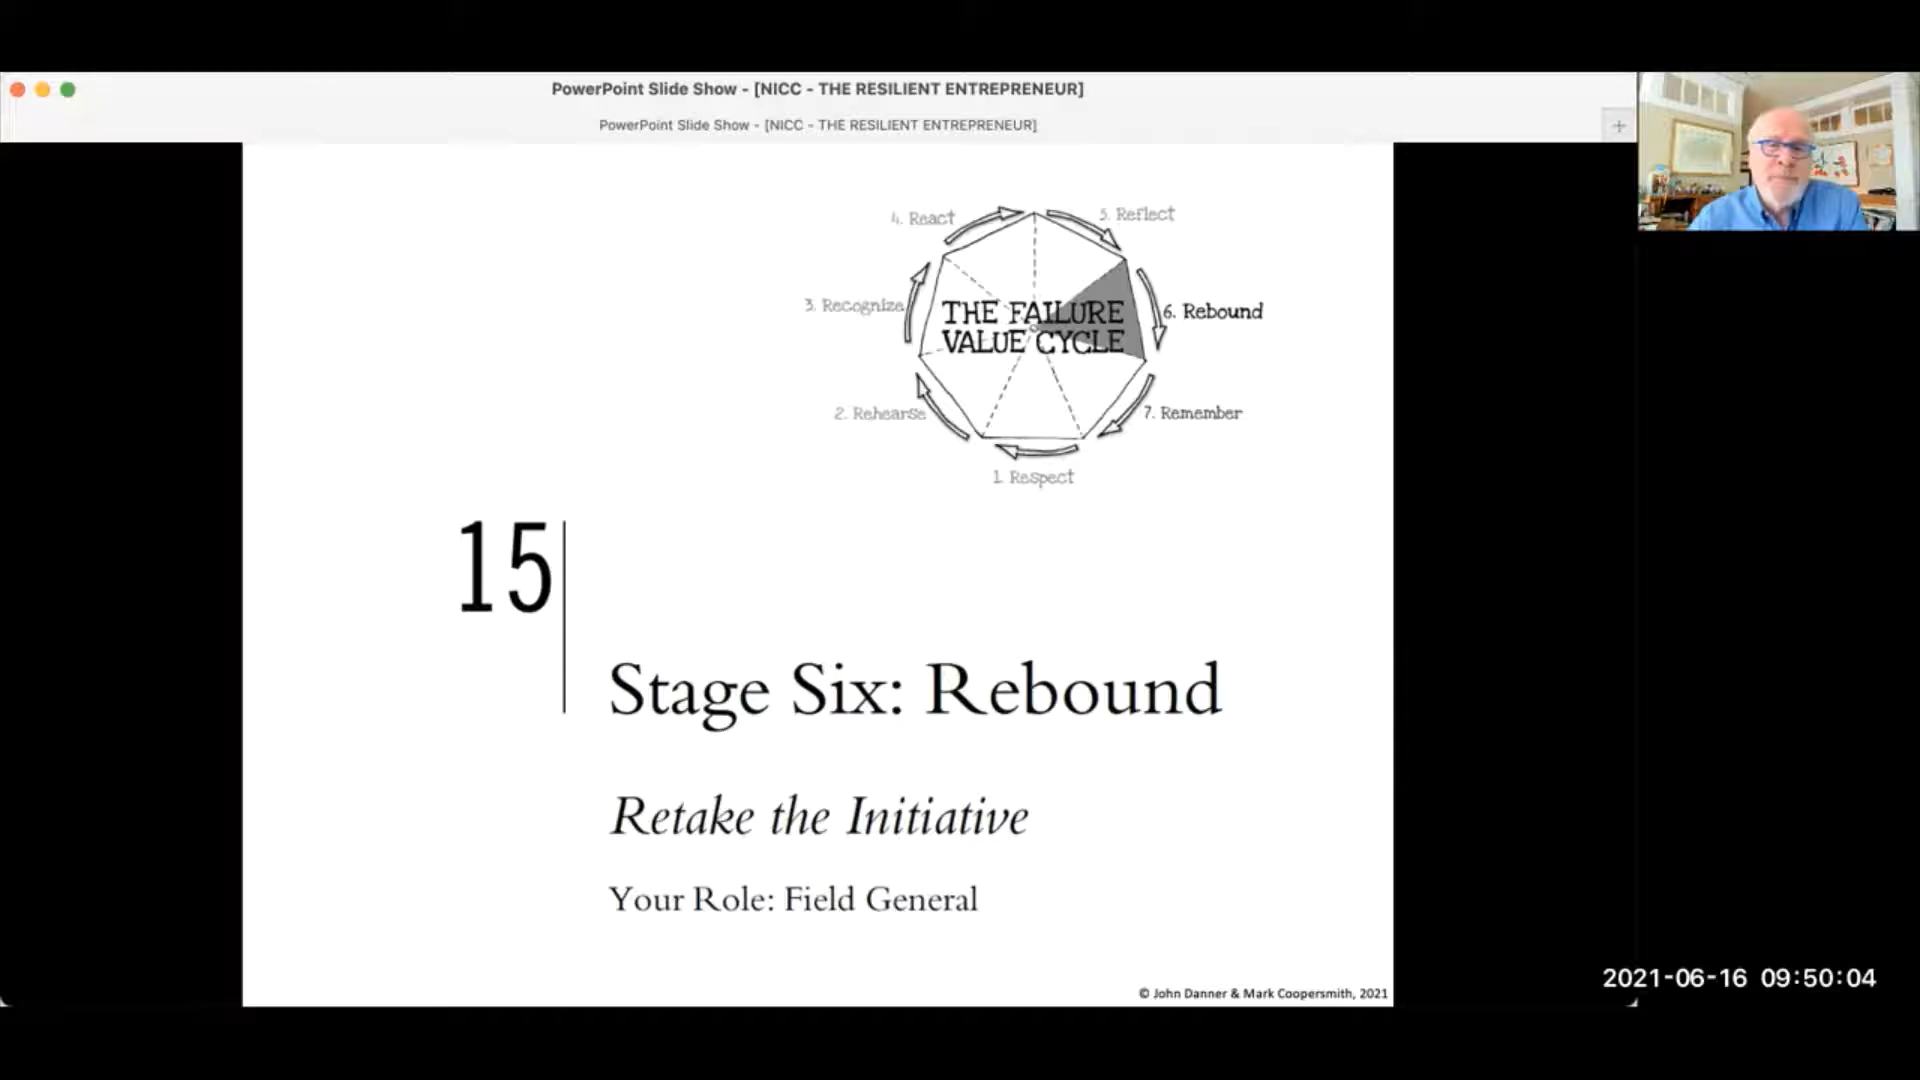 PowerPoint Slide Show - [NICC - THE RESILIENT ENTREPRENEUR]
PowerPoint Slide Show - [NICC - THE RESILIENT ENTREPRENEUR]
4. React
5. Reflect
3. Recognize
THE FAILURE
VALUE CYCLE
6. Rebound
2. Rehearse
7. Remember
1. Respect
15
Stage Six: Rebound
Retake the Initiative
Your Role: Field General
© John Danner & Mark Coopersmith, 2021
2021-06-16 09:50:04